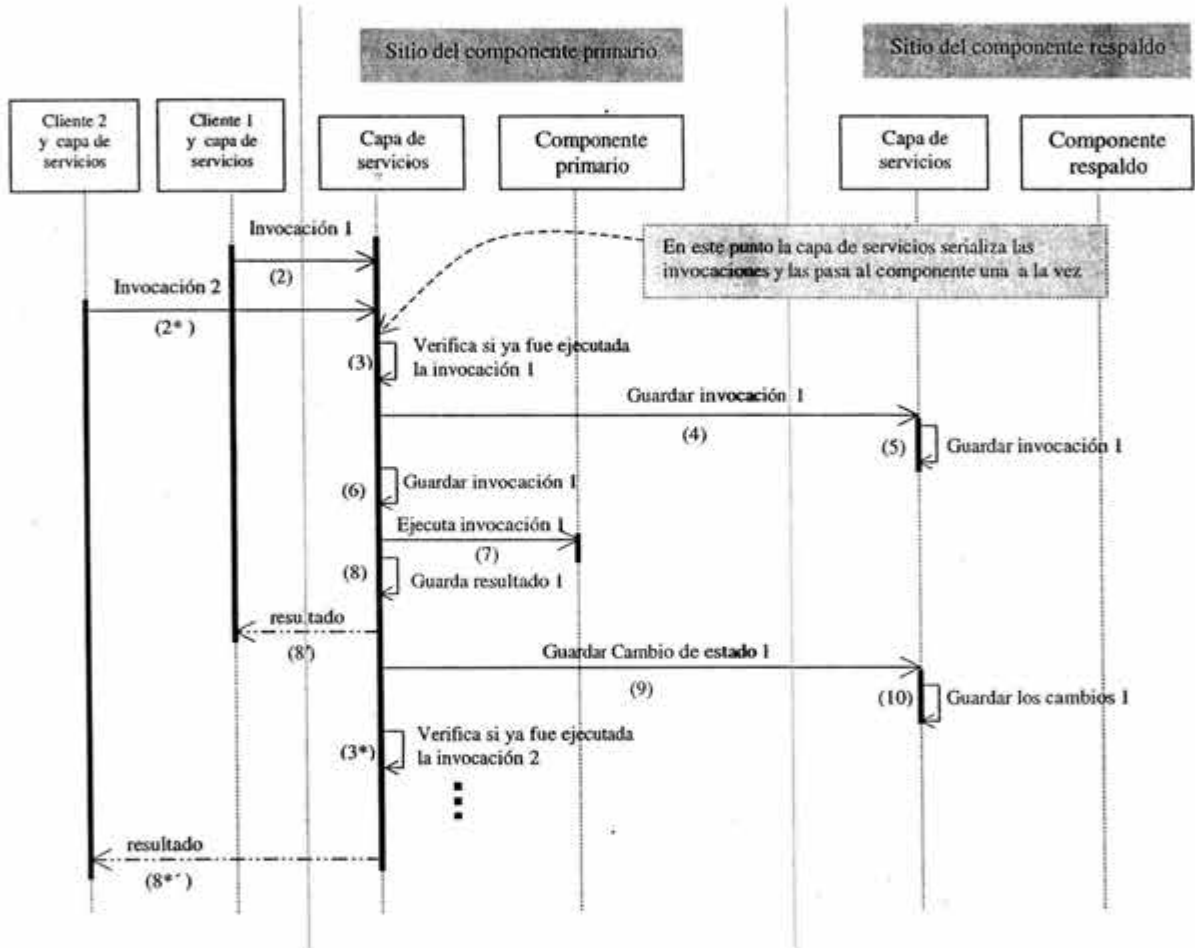 Sitio del componente primario
Sitio del componente respaldo
Cliente 2
y capa de
servicios
Cliente 1
y capa de
servicios
Capa de
servicios
Componente
primario
Capa de
servicios
Componente
respaldo
Invocación 1
(2)
En este punto la capa de servicios serializa las
invocaciones y las pasa al componente una a la vez
Invocación 2
(2*)
(3)
Verifica si ya fue ejecutada
la invocación 1
Guardar invocación 1
(4)
(5)
Guardar invocación 1
(6)
Guardar invocación 1
Ejecuta invocación 1
(7)
(8)
Guarda resultado 1
resultado
(8')
Guardar Cambio de estado 1
(9)
(10)
Guardar los cambios 1
(3*)
Verifica si ya fue ejecutada
la invocación 2
resultado
(8*´)